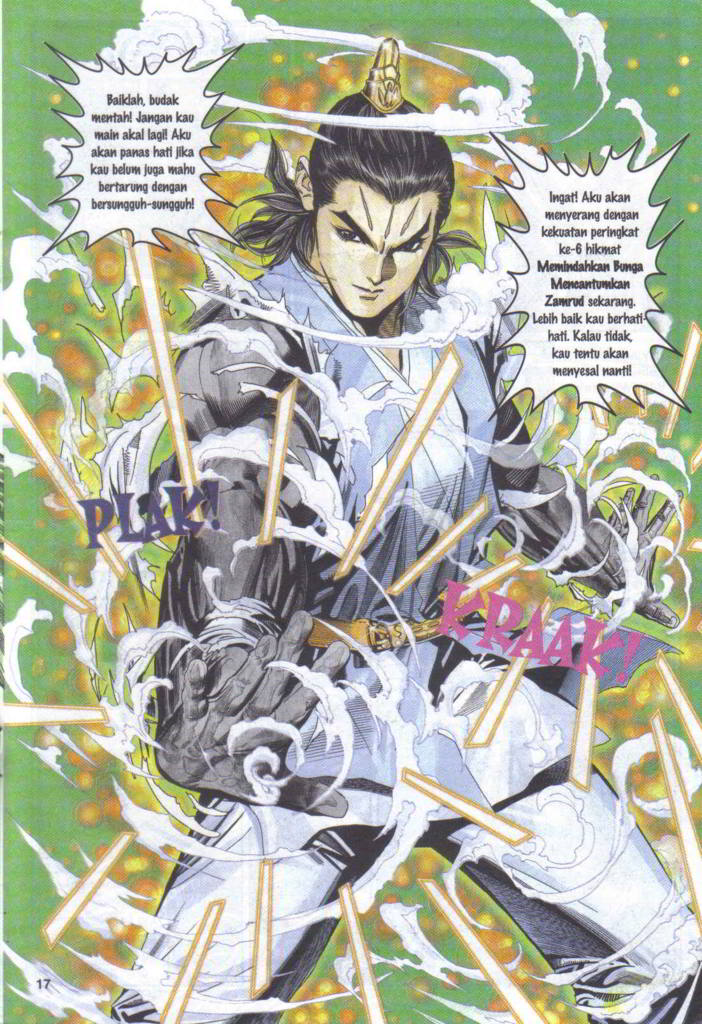 Baiklah, budak
mentah! Jangan kau
main akal lagi! Aku
akan panas hati jika
kau belum juga mahu
bertarung dengan
bersungguh-sungguh!
Ingat! Aku akan
menyerang dengan
kekuatan peringkat
ke-6 hikmat
Memindahkan Bunga
Mencantumkan
Zamrud sekarang.
Lebih baik kau berhati-
hati. Kalau tidak,
kau tentu akan
menyesal nanti!
PLAK!
KRAAK!
17